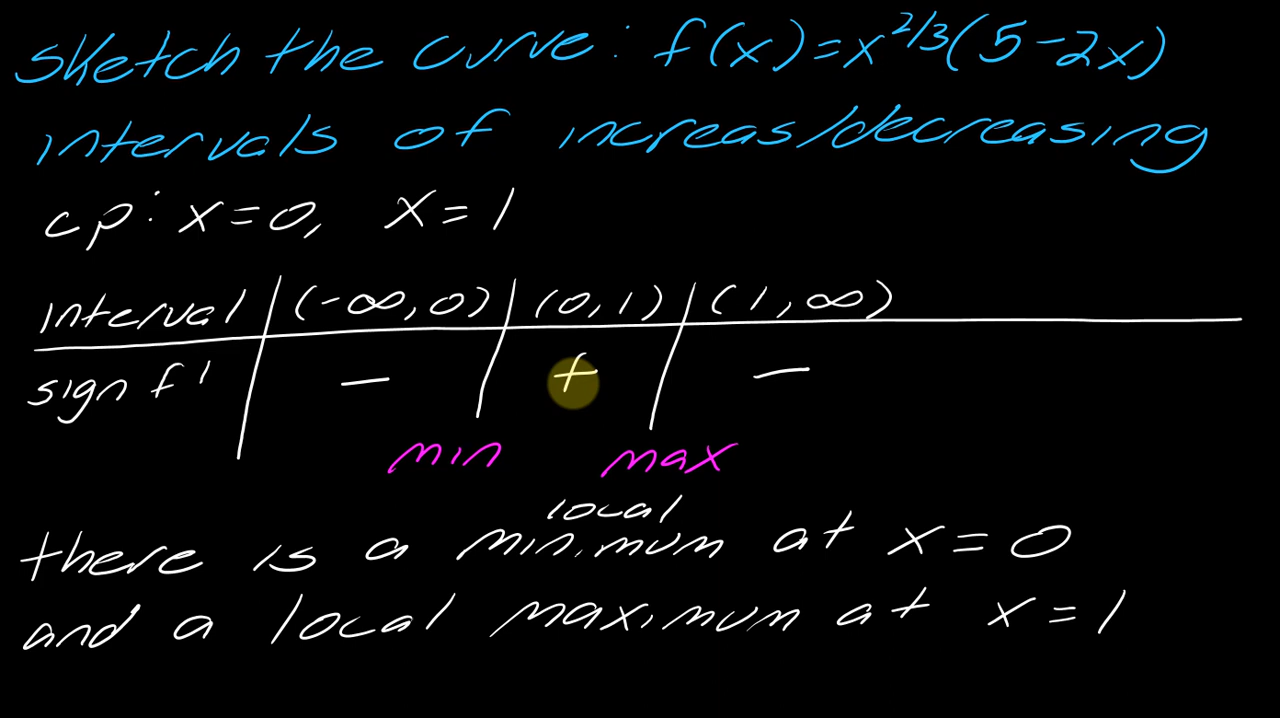 sketch the curve: f(x)=x^2/3(5-2x)
intervals of increas/decreasing
cp: x=0, x=1
interval | (-∞,0) | (0,1) | (1,∞)
sign f' | - | + | -
min max
local
there is a minimum at x=0
and a local maximum at x=1